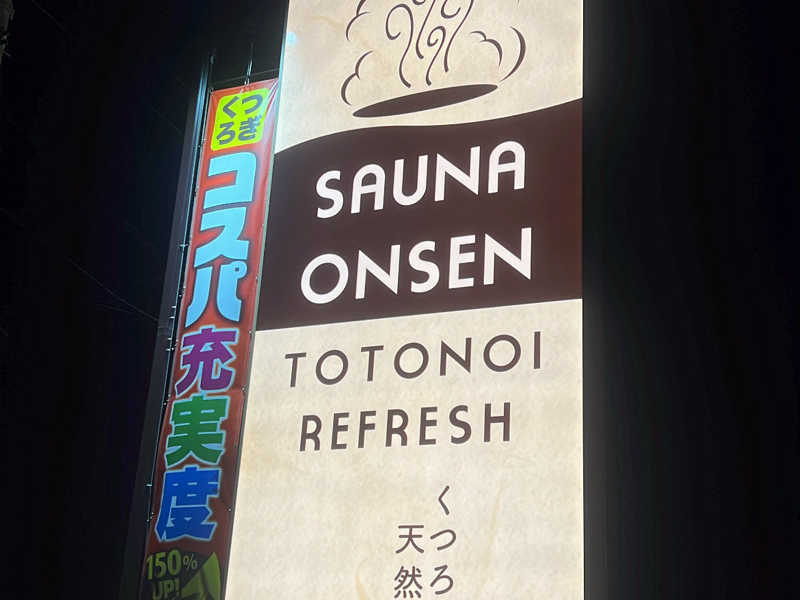 くつ
ろぎ
コスパ充実度
150%
UP!
SAUNA
ONSEN
TOTONOI
REFRESH
くつろ
天然